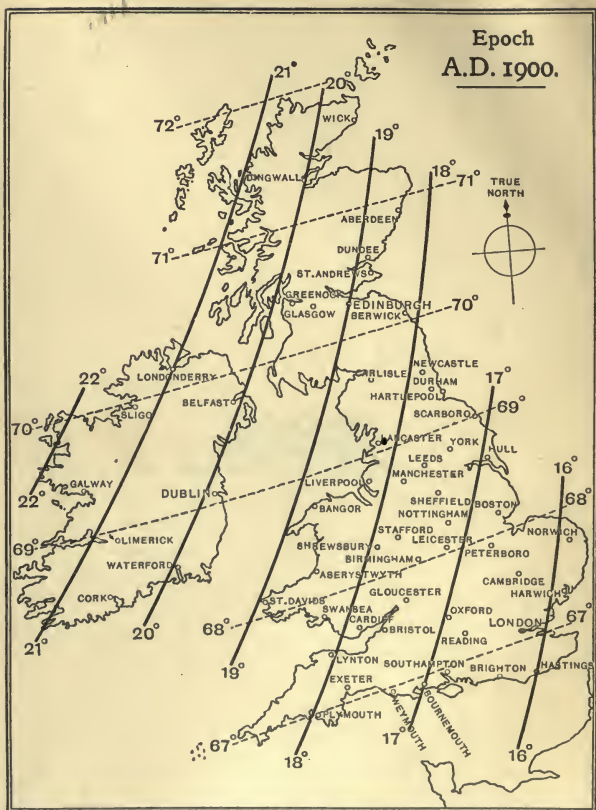 Epoch
A.D. 1900.
21°
20°
72°
WICK
19°
DINGWALL
18°
71°
TRUE
NORTH
ABERDEEN
71°
DUNDEE
ST. ANDREWS
GREENOCK
EDINBURGH
70°
GLASGOW
BERWICK
NEWCASTLE
LONDONDERRY
CARLISLE
DURHAM
22°
17°
HARTLEPOOL
BELFAST
69°
SLIGO
SCARBORO
70°
LANCASTER
YORK
HULL
LEEDS
16°
MANCHESTER
GALWAY
LIVERPOOL
22°
DUBLIN
SHEFFIELD
68°
BANGOR
NOTTINGHAM
BOSTON
STAFFORD
NORWICH
LIMERICK
69°
SHREWSBURY
LEICESTER
PETERBORO
BIRMINGHAM
WATERFORD
ABERYSTWYTH
CAMBRIDGE
GLOUCESTER
HARWICH
CORK
ST. DAVIDS
SWANSEA
OXFORD
67°
CARDIFF
LONDON
68°
BRISTOL
20°
READING
21°
LYNTON
SOUTHAMPTON
19°
BRIGHTON
HASTINGS
EXETER
PLYMOUTH
WEYMOUTH
BOURNEMOUTH
67°
17°
18°
16°